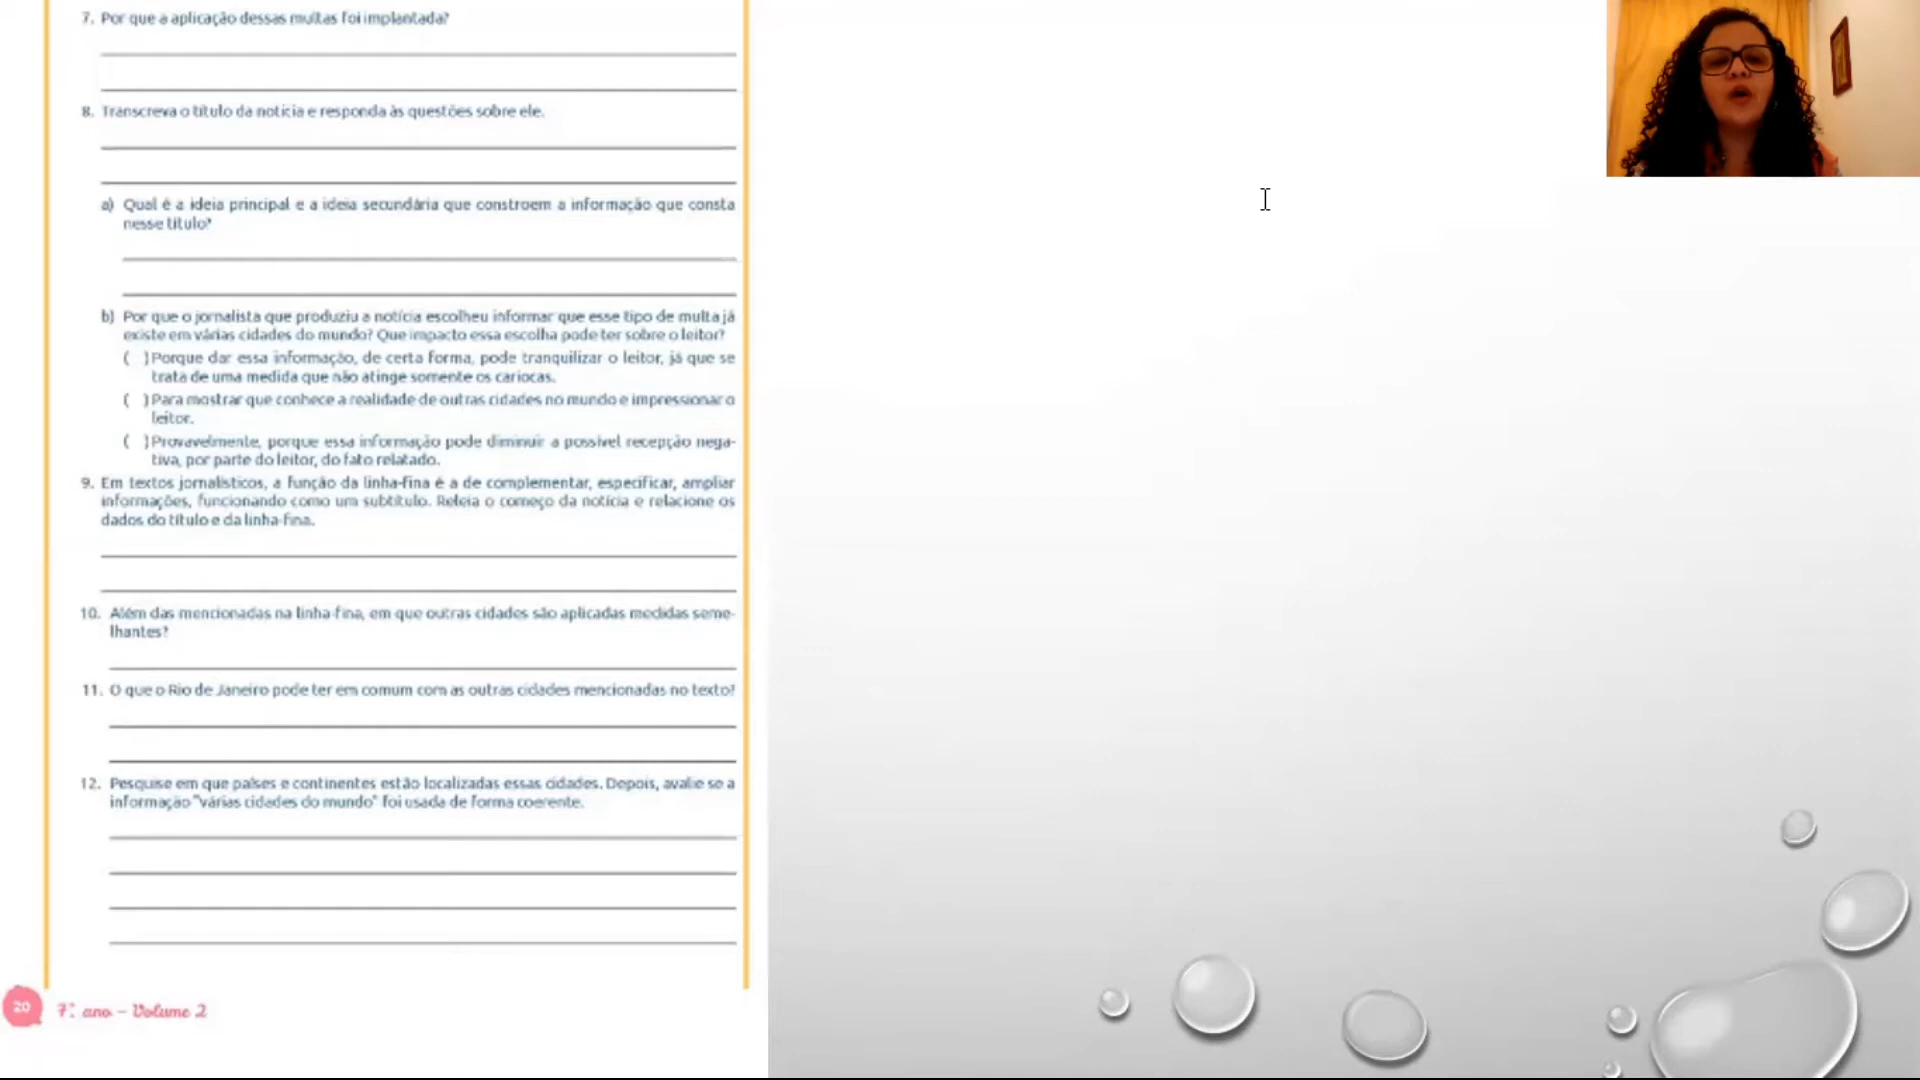 7. Por que a aplicação dessas multas foi implantada?
8. Transcreva o título da notícia e responda às questões sobre ele.
a) Qual é a ideia principal e a ideia secundária que constroem a informação que consta
nesse título?
b) Por que o jornalista que produziu a notícia escolheu informar que esse tipo de multa já
existe em várias cidades do mundo? Que impacto essa escolha pode ter sobre o leitor?
( ) Porque dar essa informação, de certa forma, pode tranquilizar o leitor, já que se
trata de uma medida que não atinge somente os cariocas.
( ) Para mostrar que conhece a realidade de outras cidades no mundo e impressionar o
leitor.
( ) Provavelmente, porque essa informação pode diminuir a possível recepção nega-
tiva, por parte do leitor, do fato relatado.
9. Em textos jornalísticos, a função da linha-fina é a de complementar, especificar, ampliar
informações, funcionando como um subtítulo. Releia o começo da notícia e relacione os
dados do título e da linha-fina.
10. Além das mencionadas na linha-fina, em que outras cidades são aplicadas medidas seme-
lhantes?
11. O que o Rio de Janeiro pode ter em comum com as outras cidades mencionadas no texto?
12. Pesquise em que países e continentes estão localizadas essas cidades. Depois, avalie se a
informação "várias cidades do mundo" foi usada de forma coerente.
20 7º. ano – Volume 2